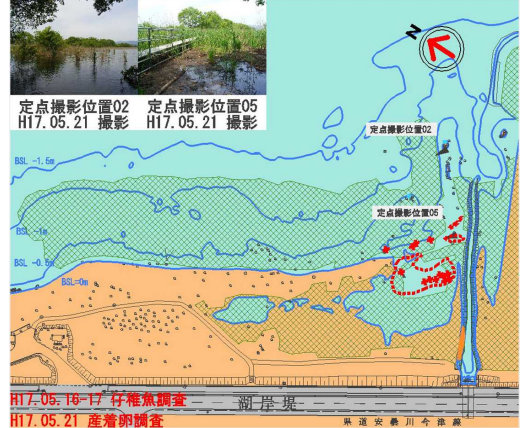 定点撮影位置02
H17.05.21 撮影
定点撮影位置05
H17.05.21 撮影
N
定点撮影位置02
BSL -1.5m
定点撮影位置05
BSL -1m
BSL -0.5m
BSL=0m
H17.05.16-17 仔稚魚調査
湖岸堤
H17.05.21 産着卵調査
県道安曇川今津線